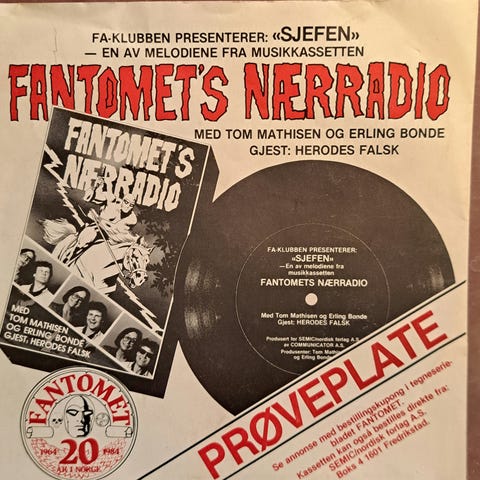 FA-KLUBBEN PRESENTERER: «SJEFEN»
— EN AV MELODIENE FRA MUSIKKASSETTEN
FANTOMET'S NÆRRADIO
MED TOM MATHISEN OG ERLING BONDE
GJEST: HERODES FALSK
FANTOMET'S
NÆRRADIO
MED
TOM MATHISEN
OG ERLING BONDE
GJEST: HERODES FALSK
FA-KLUBBEN PRESENTERER:
«SJEFEN»
—En av melodiene fra
musikkassetten
FANTOMETS NÆRRADIO
Med Tom Mathisen og Erling Bonde
Gjest: HERODES FALSK
Produsert for SEMIC/nordisk forlag A.S.
av COMMUNICATOR A.S.
Produsenter: Tom Mathi
og Erling Bonde
PRØVEPLATE
Se annonse med bestillingskupong i tegneserie-
bladet FANTOMET.
Kassetten kan også bestilles direkte fra:
SEMIC/nordisk forlag A.S.
Boks 4 1601 Fredrikstad.
FANTOMET
1964 20 1984
ÅR I NORGE